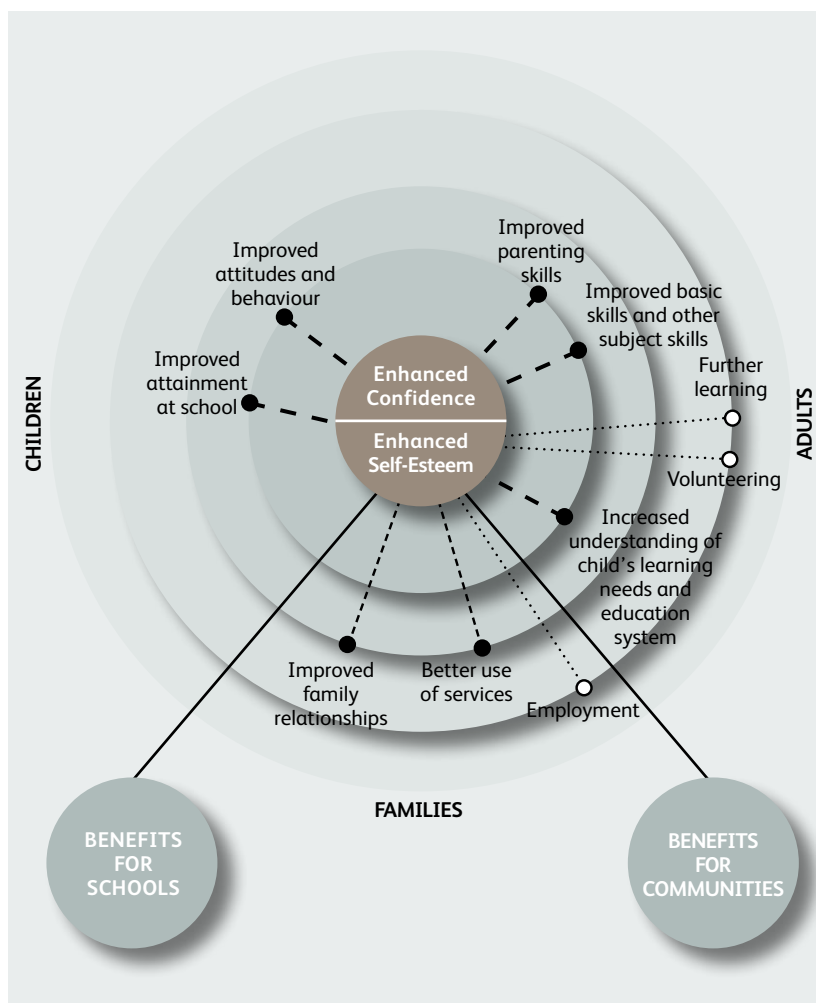 Improved
parenting
skills
Improved
attitudes and
behaviour
Improved basic
skills and other
subject skills
Improved
attainment
at school
Further
learning
Enhanced
Confidence
Enhanced
Self-Esteem
CHILDREN
ADULTS
Volunteering
Increased
understanding of
child's learning
needs and
education
system
Improved
family
relationships
Better use
of services
Employment
FAMILIES
BENEFITS
FOR
SCHOOLS
BENEFITS
FOR
COMMUNITIES